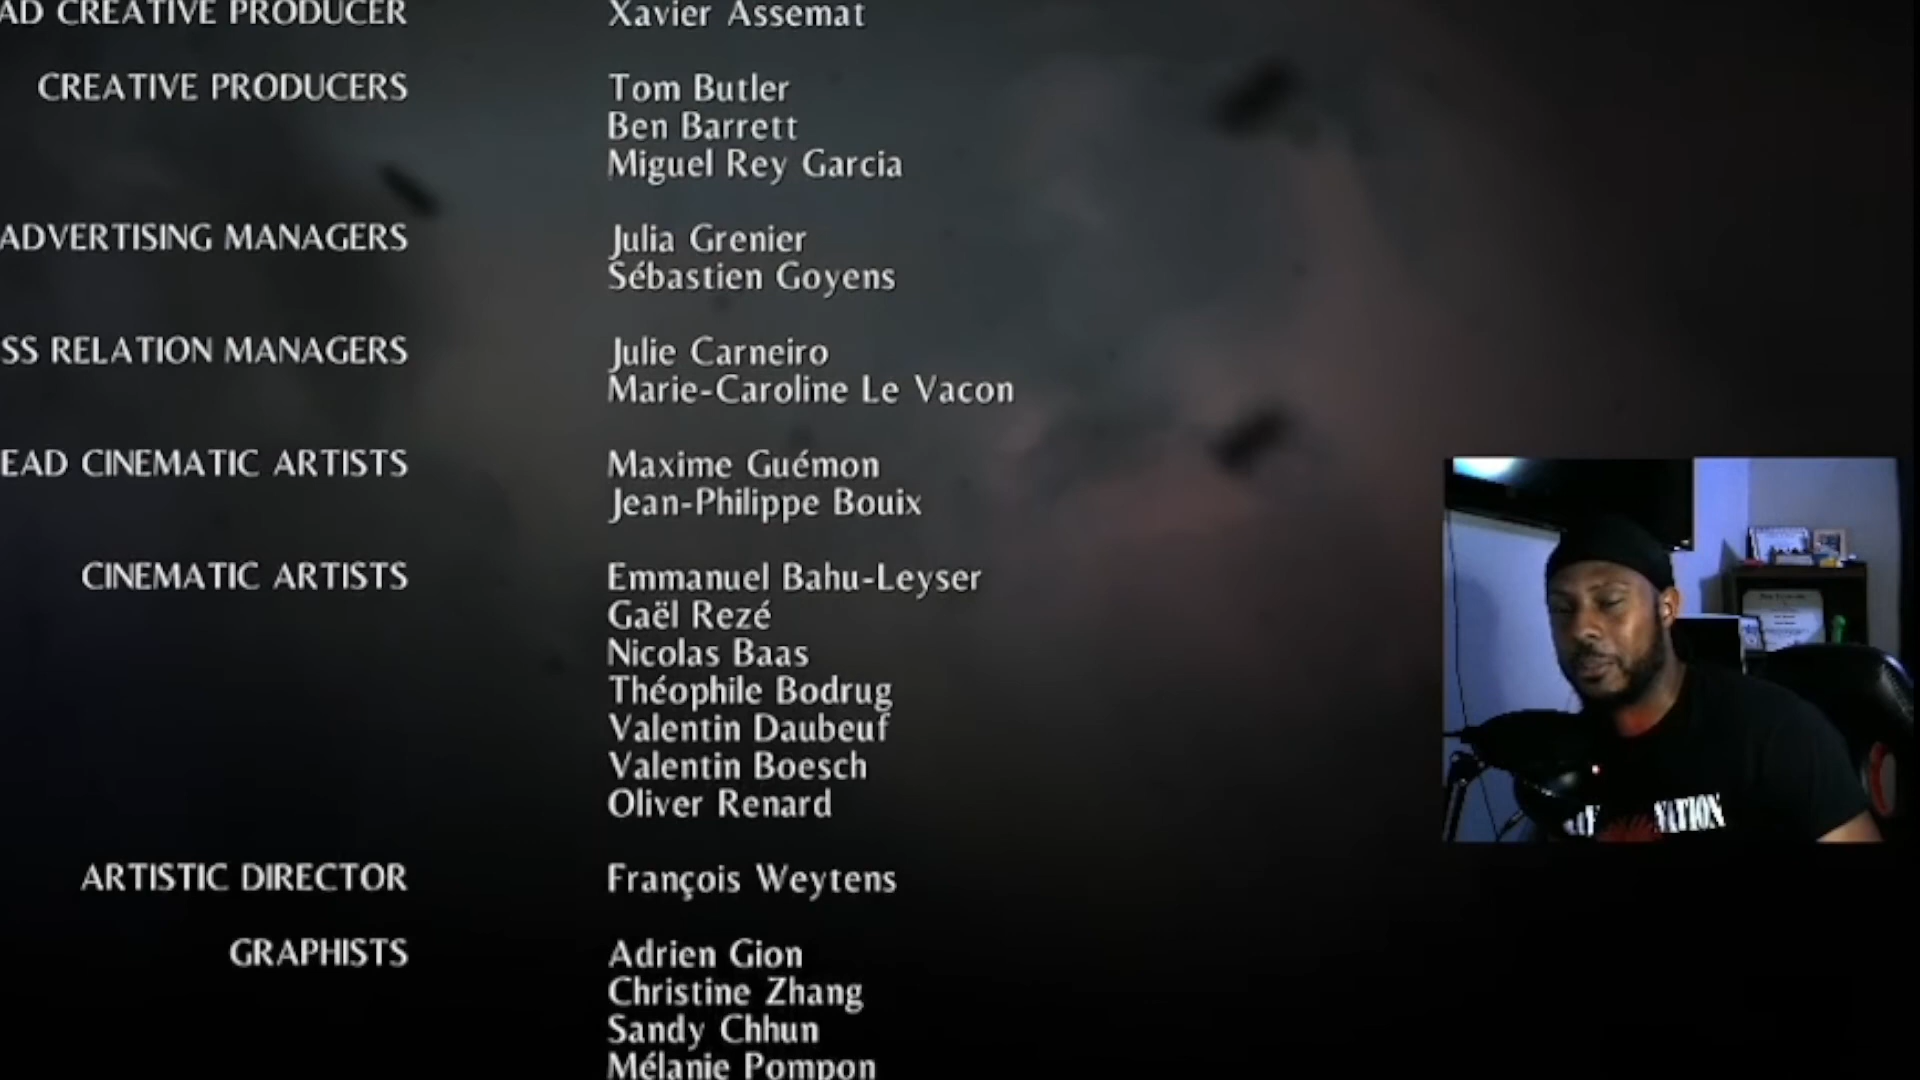 AD CREATIVE PRODUCER Xavier Assemat
CREATIVE PRODUCERS Tom Butler
Ben Barrett
Miguel Rey Garcia
ADVERTISING MANAGERS Julia Grenier
Sébastien Goyens
SS RELATION MANAGERS Julie Carneiro
Marie-Caroline Le Vacon
EAD CINEMATIC ARTISTS Maxime Guémon
Jean-Philippe Bouix
CINEMATIC ARTISTS Emmanuel Bahu-Leyser
Gaël Rezé
Nicolas Baas
Théophile Bodrug
Valentin Daubeuf
Valentin Boesch
Oliver Renard
ARTISTIC DIRECTOR François Weytens
GRAPHISTS Adrien Gion
Christine Zhang
Sandy Chhun
Mélanie Pompon